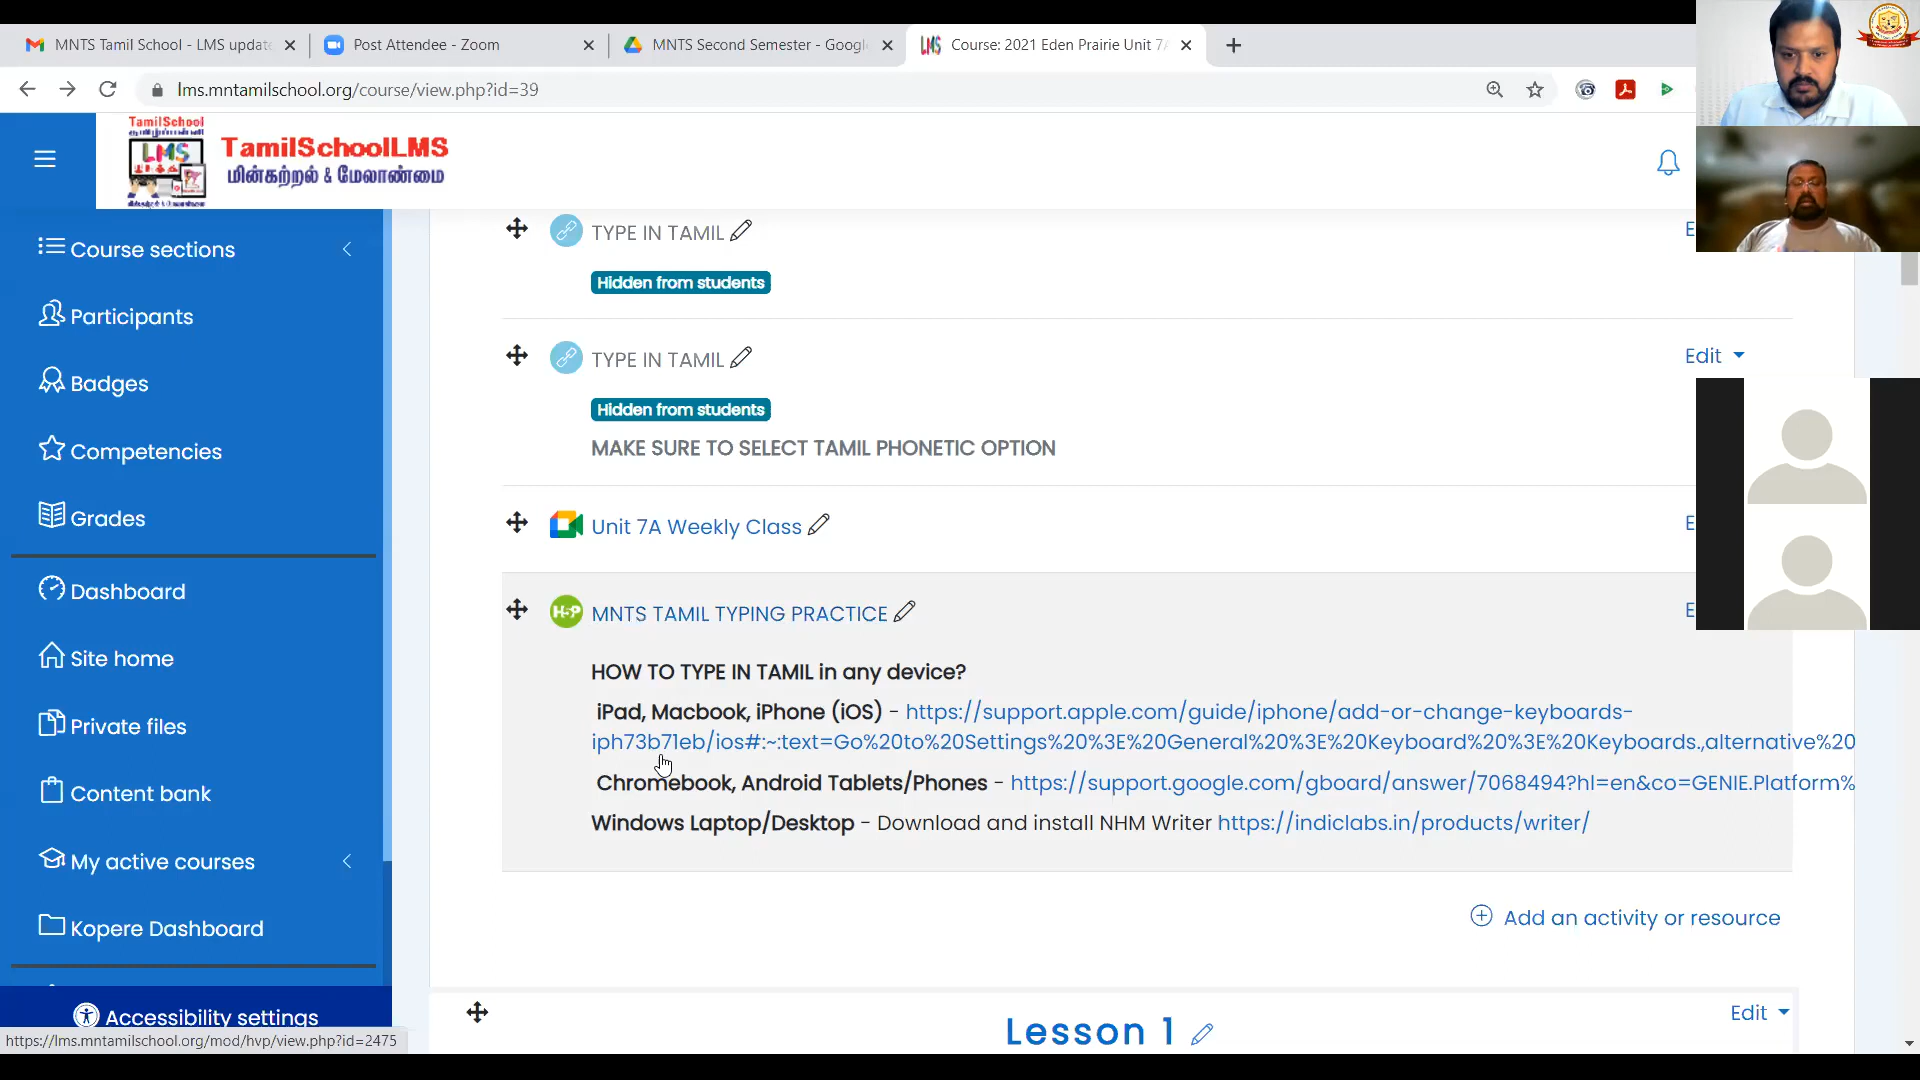 MNTS Tamil School - LMS updat
Post Attendee - Zoom
MNTS Second Semester - Googl
LMS
Course: 2021 Eden Prairie Unit 7A
lms.mntamilschool.org/course/view.php?id=39
TamilSchool
LMS
TamilSchoolLMS
மின்கற்றல் & மேலாண்மை
Course sections
Participants
Badges
Competencies
Grades
Dashboard
Site home
Private files
Content bank
My active courses
Kopere Dashboard
Accessibility settings
https://lms.mntamilschool.org/mod/hvp/view.php?id=2475
TYPE IN TAMIL
E
Hidden from students
TYPE IN TAMIL
Edit
Hidden from students
MAKE SURE TO SELECT TAMIL PHONETIC OPTION
Unit 7A Weekly Class
E
H5P
MNTS TAMIL TYPING PRACTICE
E
HOW TO TYPE IN TAMIL in any device?
iPad, Macbook, iPhone (iOS) - https://support.apple.com/guide/iphone/add-or-change-keyboards-
iph73b71eb/ios#:~:text=Go%20to%20Settings%20%3E%20General%20%3E%20Keyboard%20%3E%20Keyboards.,alternative%20
Chromebook, Android Tablets/Phones - https://support.google.com/gboard/answer/7068494?hl=en&co=GENIE.Platform%
Windows Laptop/Desktop - Download and install NHM Writer https://indiclabs.in/products/writer/
Add an activity or resource
Edit
Lesson 1